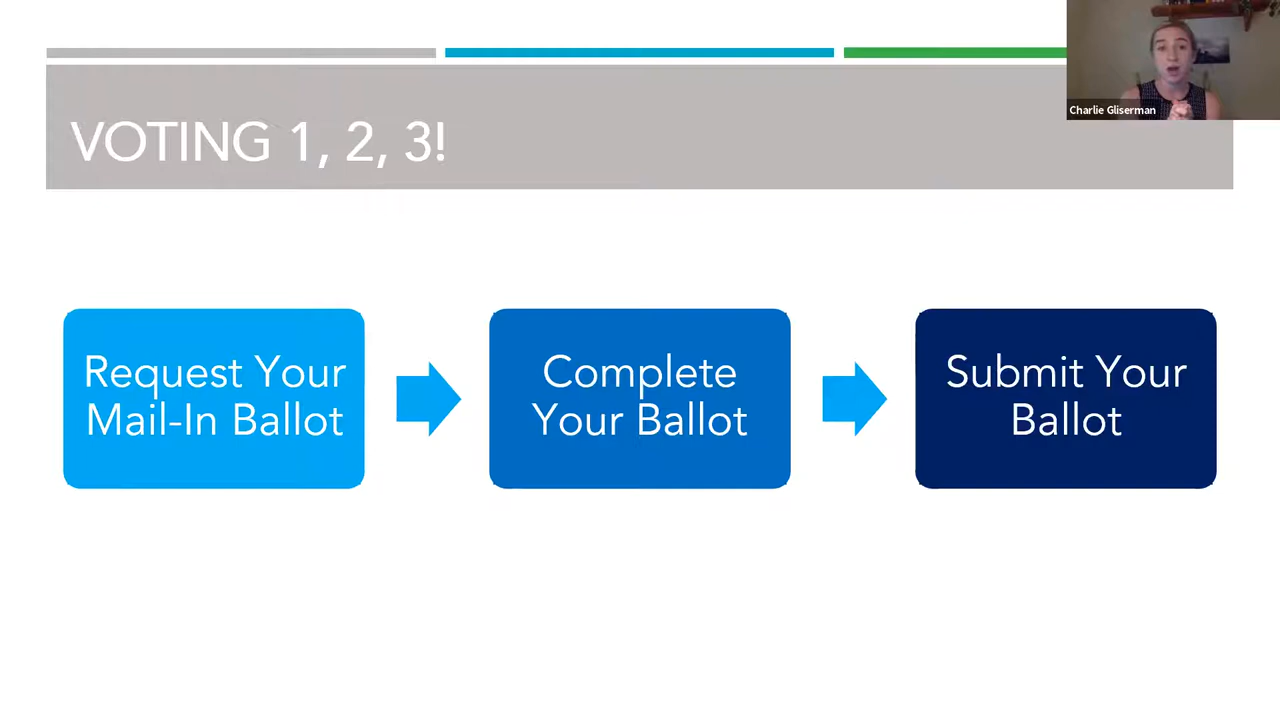 Charlie Gliserman
VOTING 1, 2, 3!
Request Your
Mail-In Ballot
Complete
Your Ballot
Submit Your
Ballot